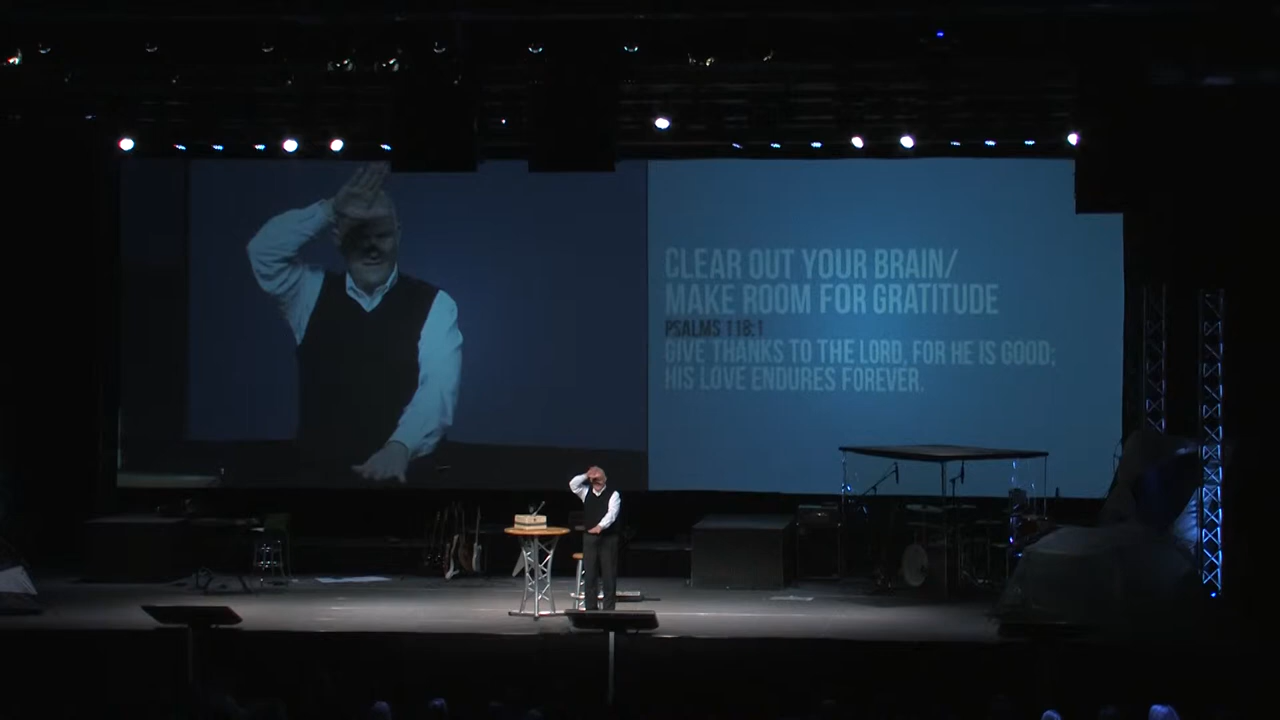 CLEAR OUT YOUR BRAIN/
MAKE ROOM FOR GRATITUDE
PSALMS 118:1
GIVE THANKS TO THE LORD, FOR HE IS GOOD;
HIS LOVE ENDURES FOREVER.